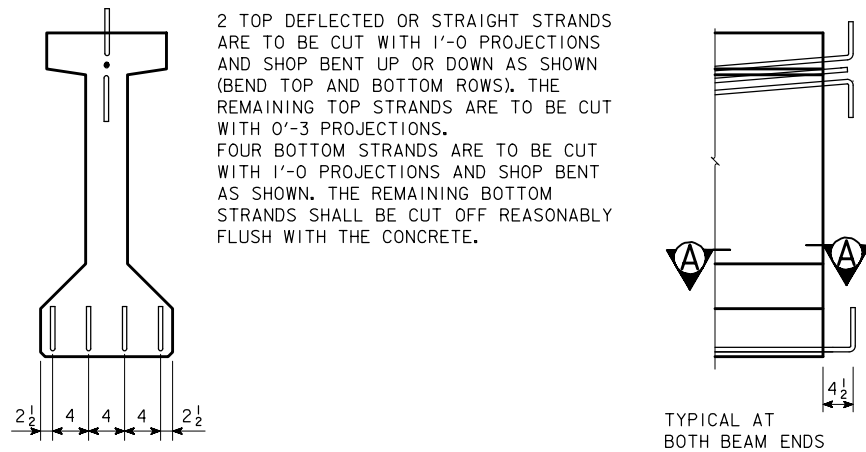 2 TOP DEFLECTED OR STRAIGHT STRANDS
ARE TO BE CUT WITH 1'-0 PROJECTIONS
AND SHOP BENT UP OR DOWN AS SHOWN
(BEND TOP AND BOTTOM ROWS). THE
REMAINING TOP STRANDS ARE TO BE CUT
WITH 0'-3 PROJECTIONS.
FOUR BOTTOM STRANDS ARE TO BE CUT
WITH 1'-0 PROJECTIONS AND SHOP BENT
AS SHOWN. THE REMAINING BOTTOM
STRANDS SHALL BE CUT OFF REASONABLY
FLUSH WITH THE CONCRETE.
A A
2½ 4 4 4 2½
4½
TYPICAL AT
BOTH BEAM ENDS